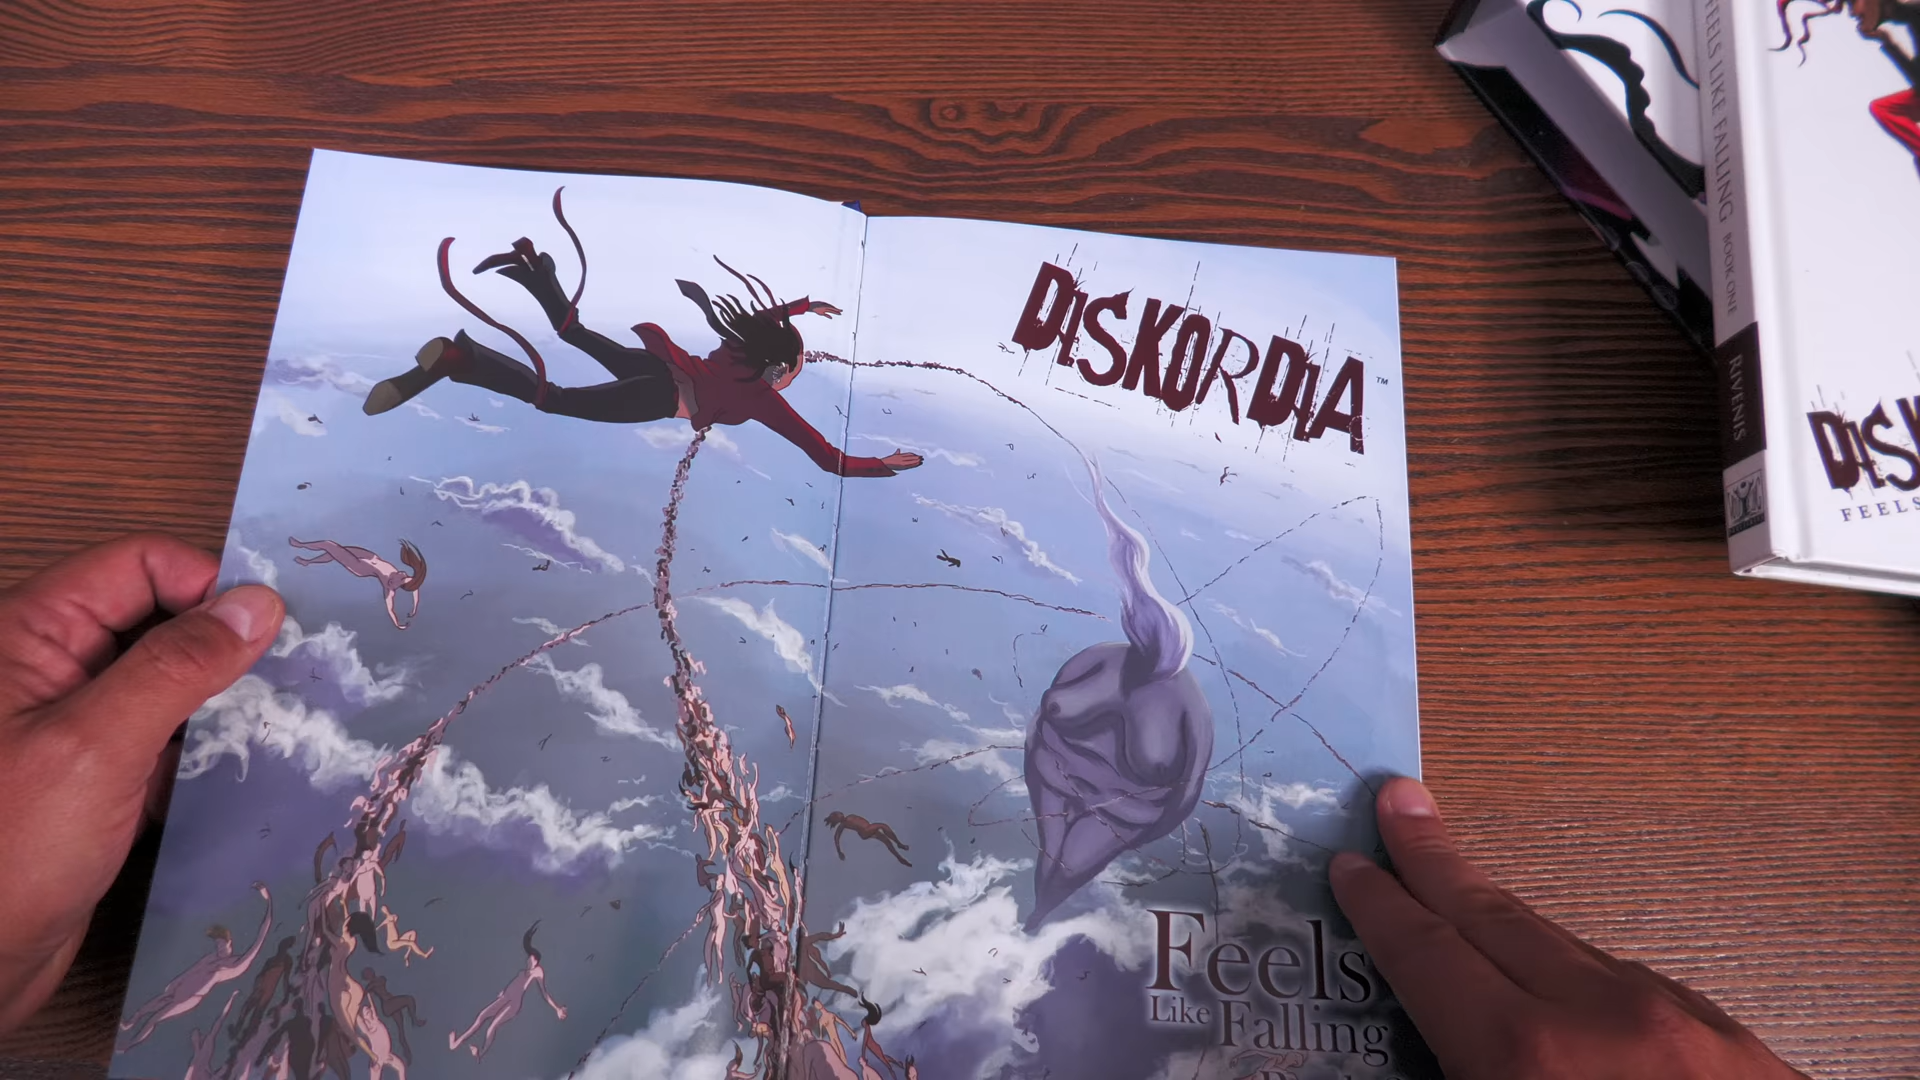 DISKORDIA™
Feels
Like Falling
FEELS LIKE FALLING BOOK ONE
RIVENIS
DISK
FEELS